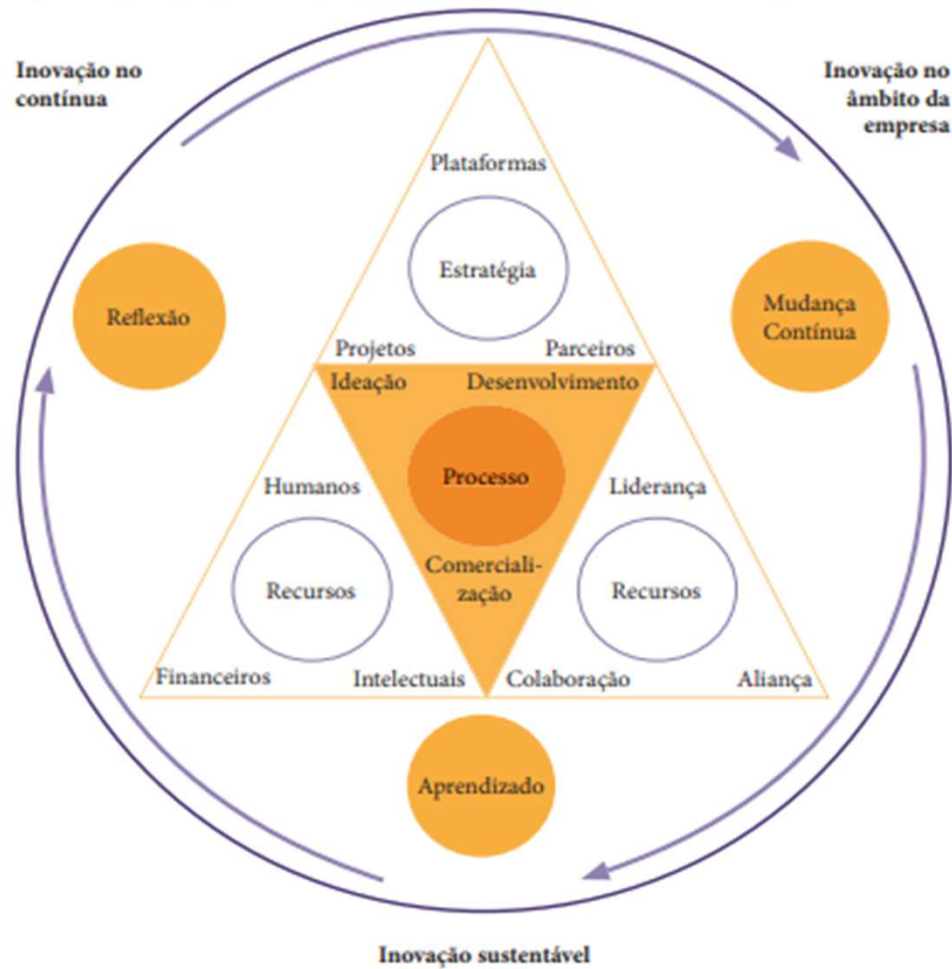 Inovação no
contínua
Inovação no
âmbito da
empresa
Plataformas
Estratégia
Reflexão
Mudança
Contínua
Projetos
Parceiros
Ideação
Desenvolvimento
Processo
Humanos
Liderança
Comerciali-
zação
Recursos
Recursos
Financeiros
Intelectuais
Colaboração
Aliança
Aprendizado
Inovação sustentável